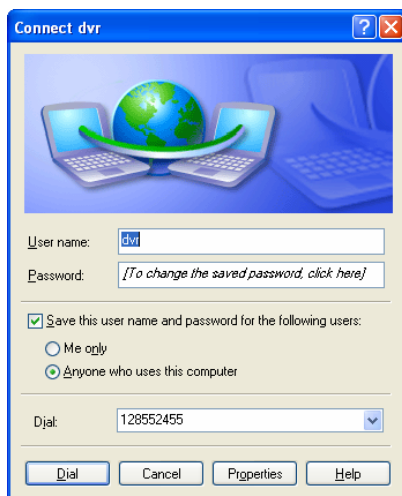 Connect dvr
User name: dvr
Password: [To change the saved password, click here]
Save this user name and password for the following users:
Me only
Anyone who uses this computer
Dial: 128552455
Dial Cancel Properties Help